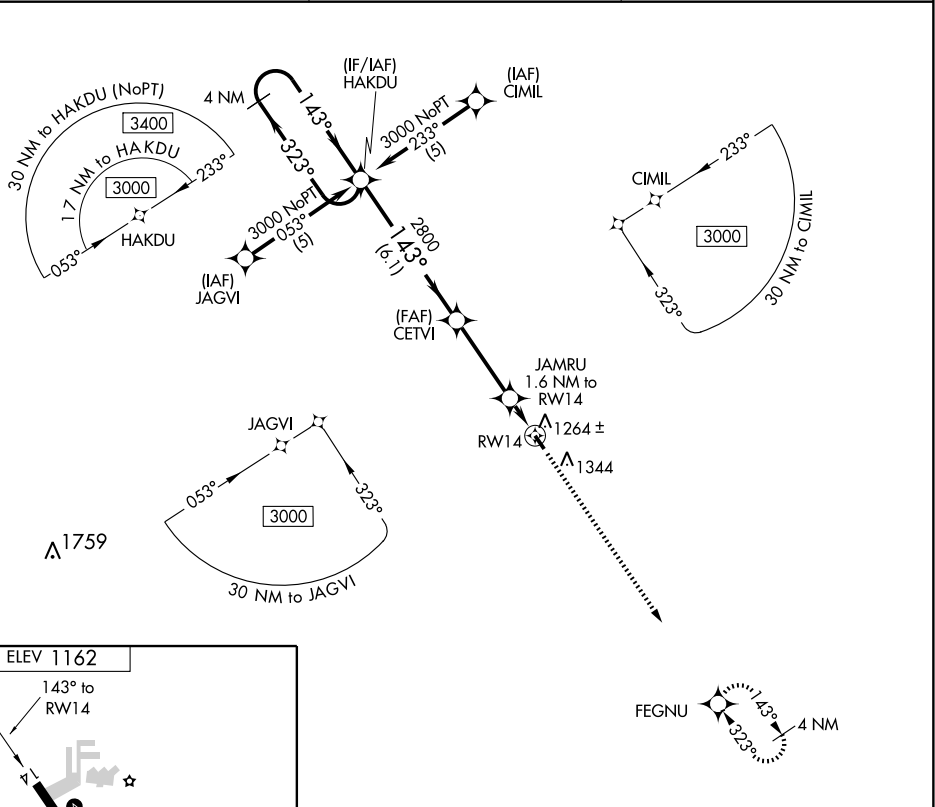 30 NM to HAKDU (NoPT)
3400
17 NM to HAKDU
3000
233°
053°
HAKDU
4 NM
143°
323°
(IF/IAF)
HAKDU
(IAF)
CIMIL
3000 NoPT
233°
(5)
3000 NoPT
053°
(5)
(IAF)
JAGVI
2800
143°
(6.1)
233°
CIMIL
3000
323°
30 NM to CIMIL
(FAF)
CETVI
JAMRU
1.6 NM to
RW14
RW14
1264 ±
1344
JAGVI
053°
323°
3000
30 NM to JAGVI
1759
ELEV 1162
143° to
RW14
14
FEGNU
143°
323°
4 NM